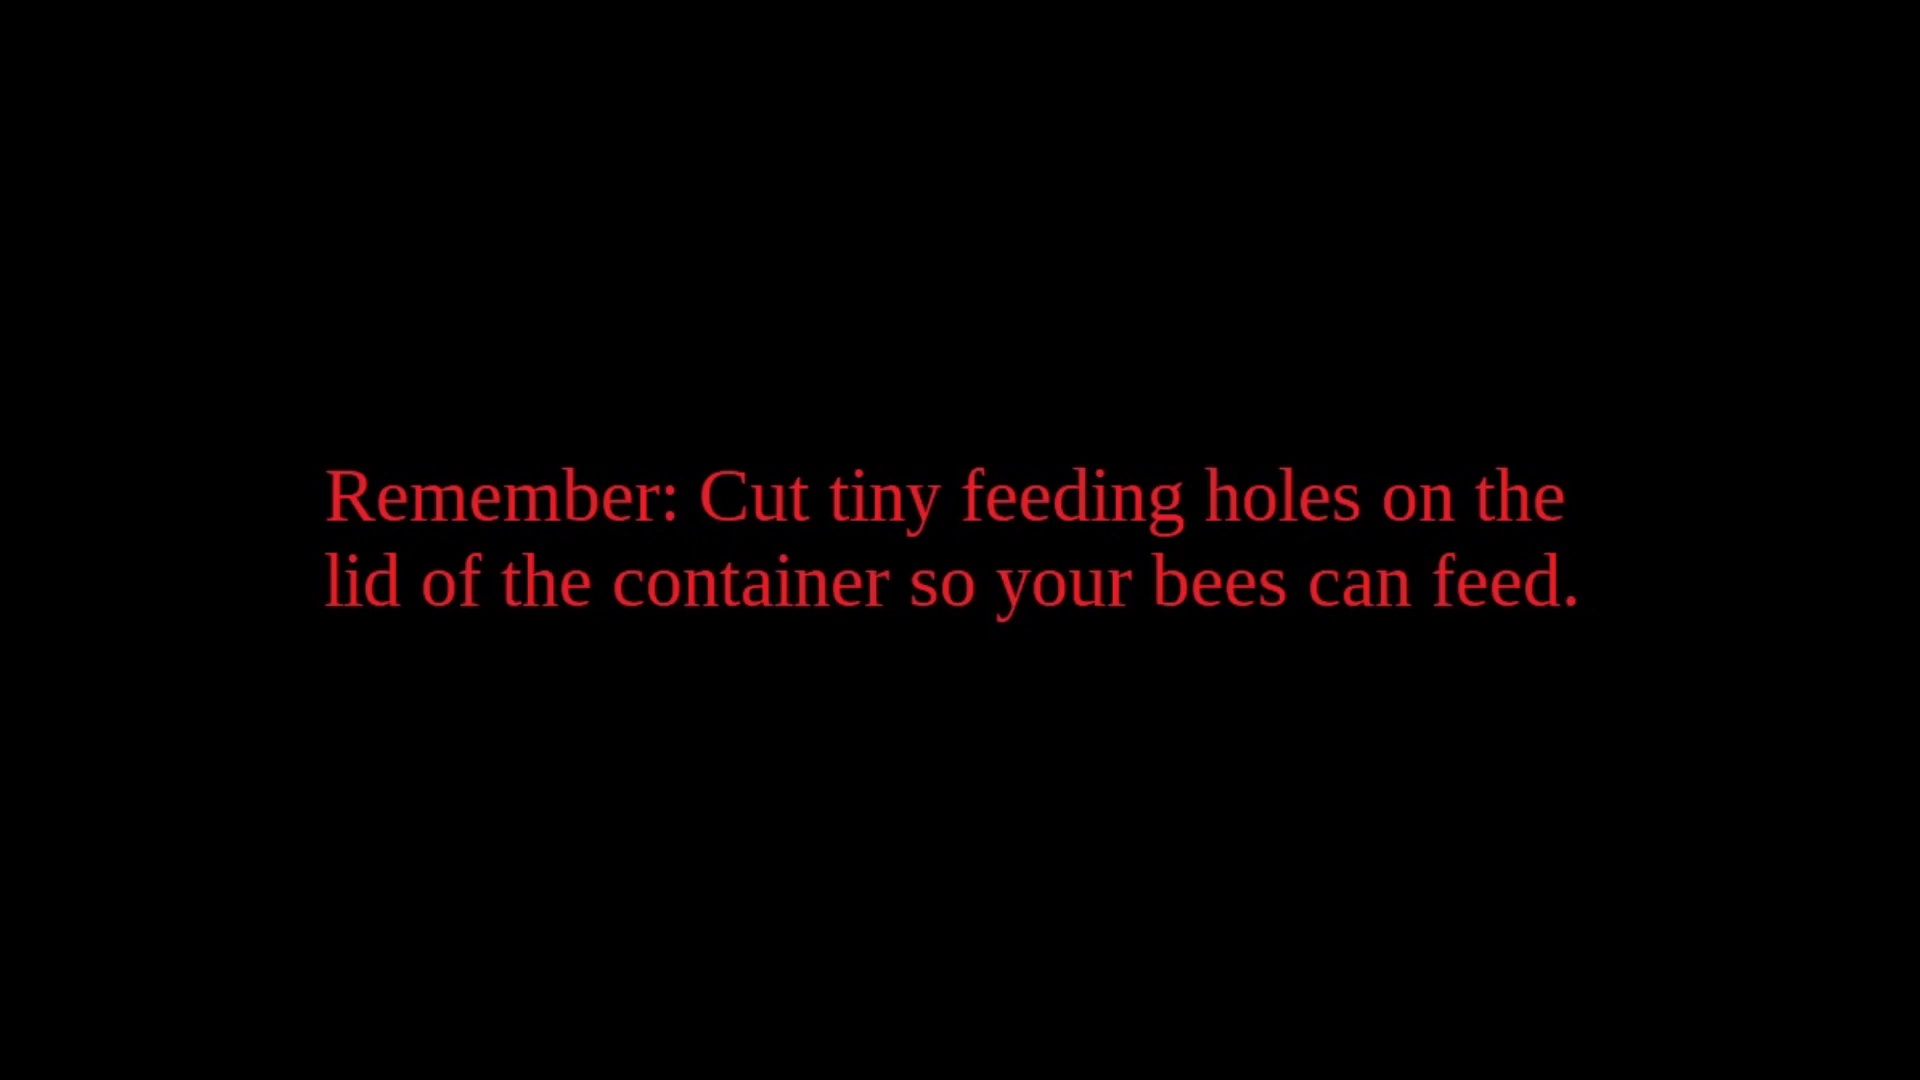 Remember: Cut tiny feeding holes on the
lid of the container so your bees can feed.